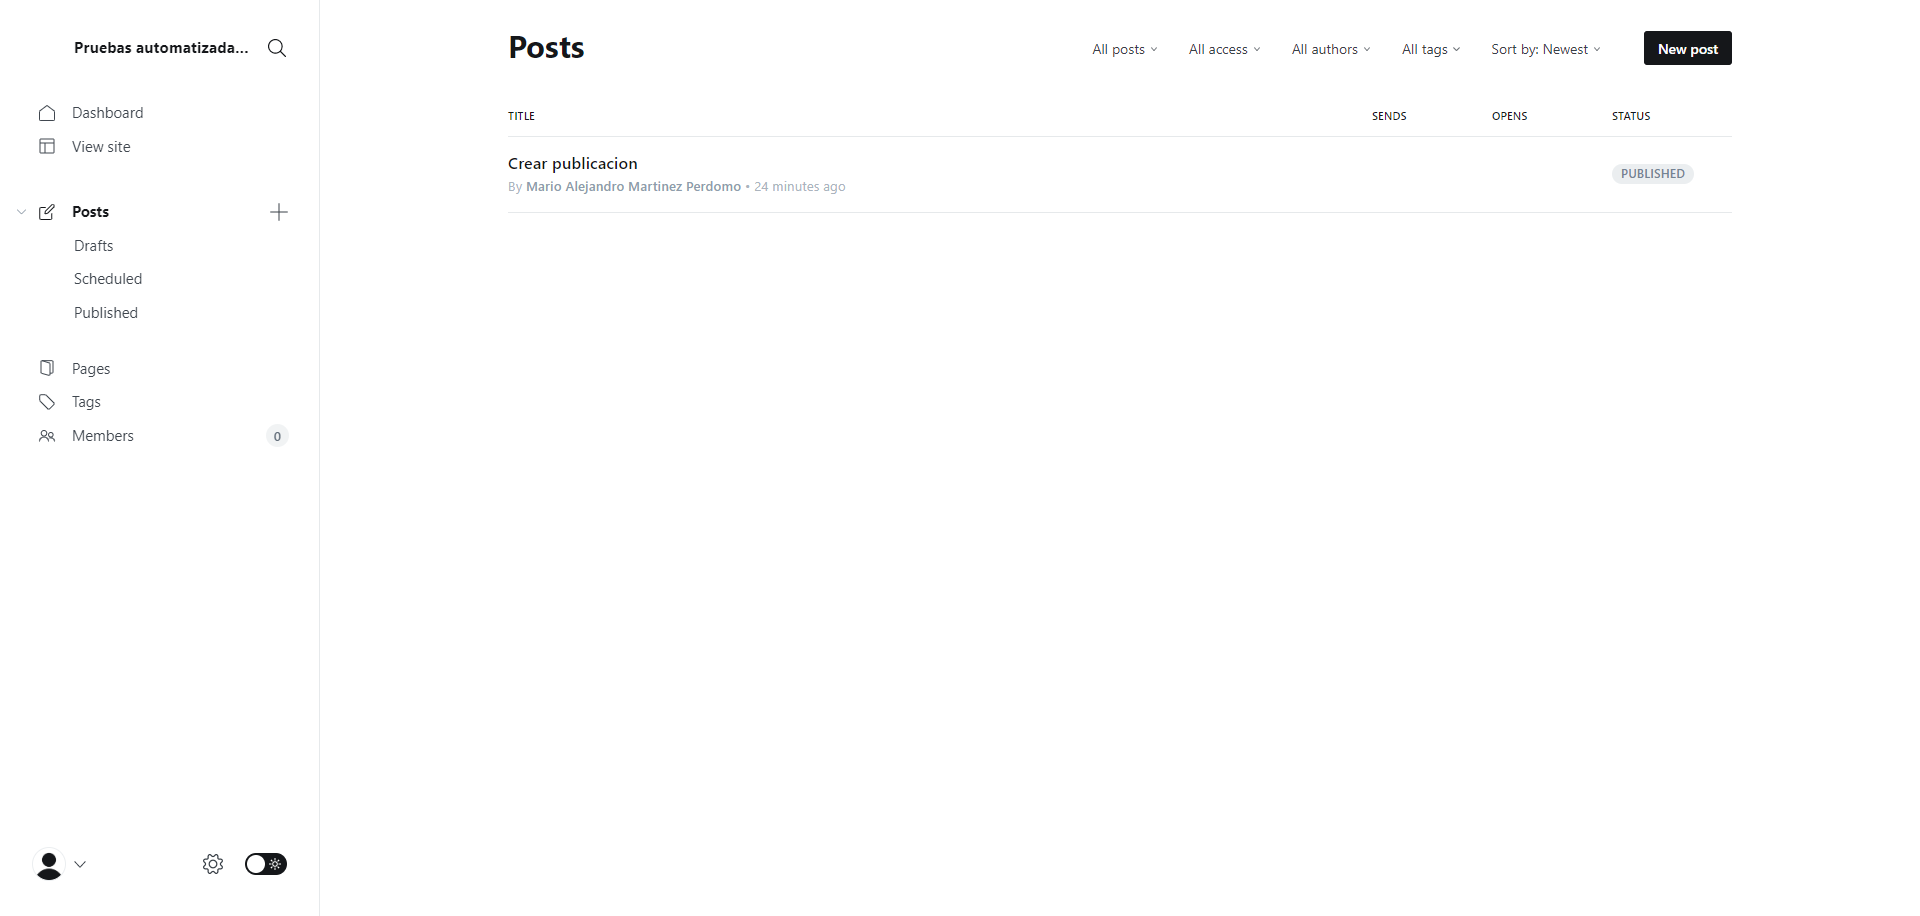 Pruebas automatizada...
Dashboard
View site
Posts
Drafts
Scheduled
Published
Pages
Tags
Members 0
Posts
All posts All access All authors All tags Sort by: Newest New post
TITLE SENDS OPENS STATUS
Crear publicacion
By Mario Alejandro Martinez Perdomo • 24 minutes ago
PUBLISHED